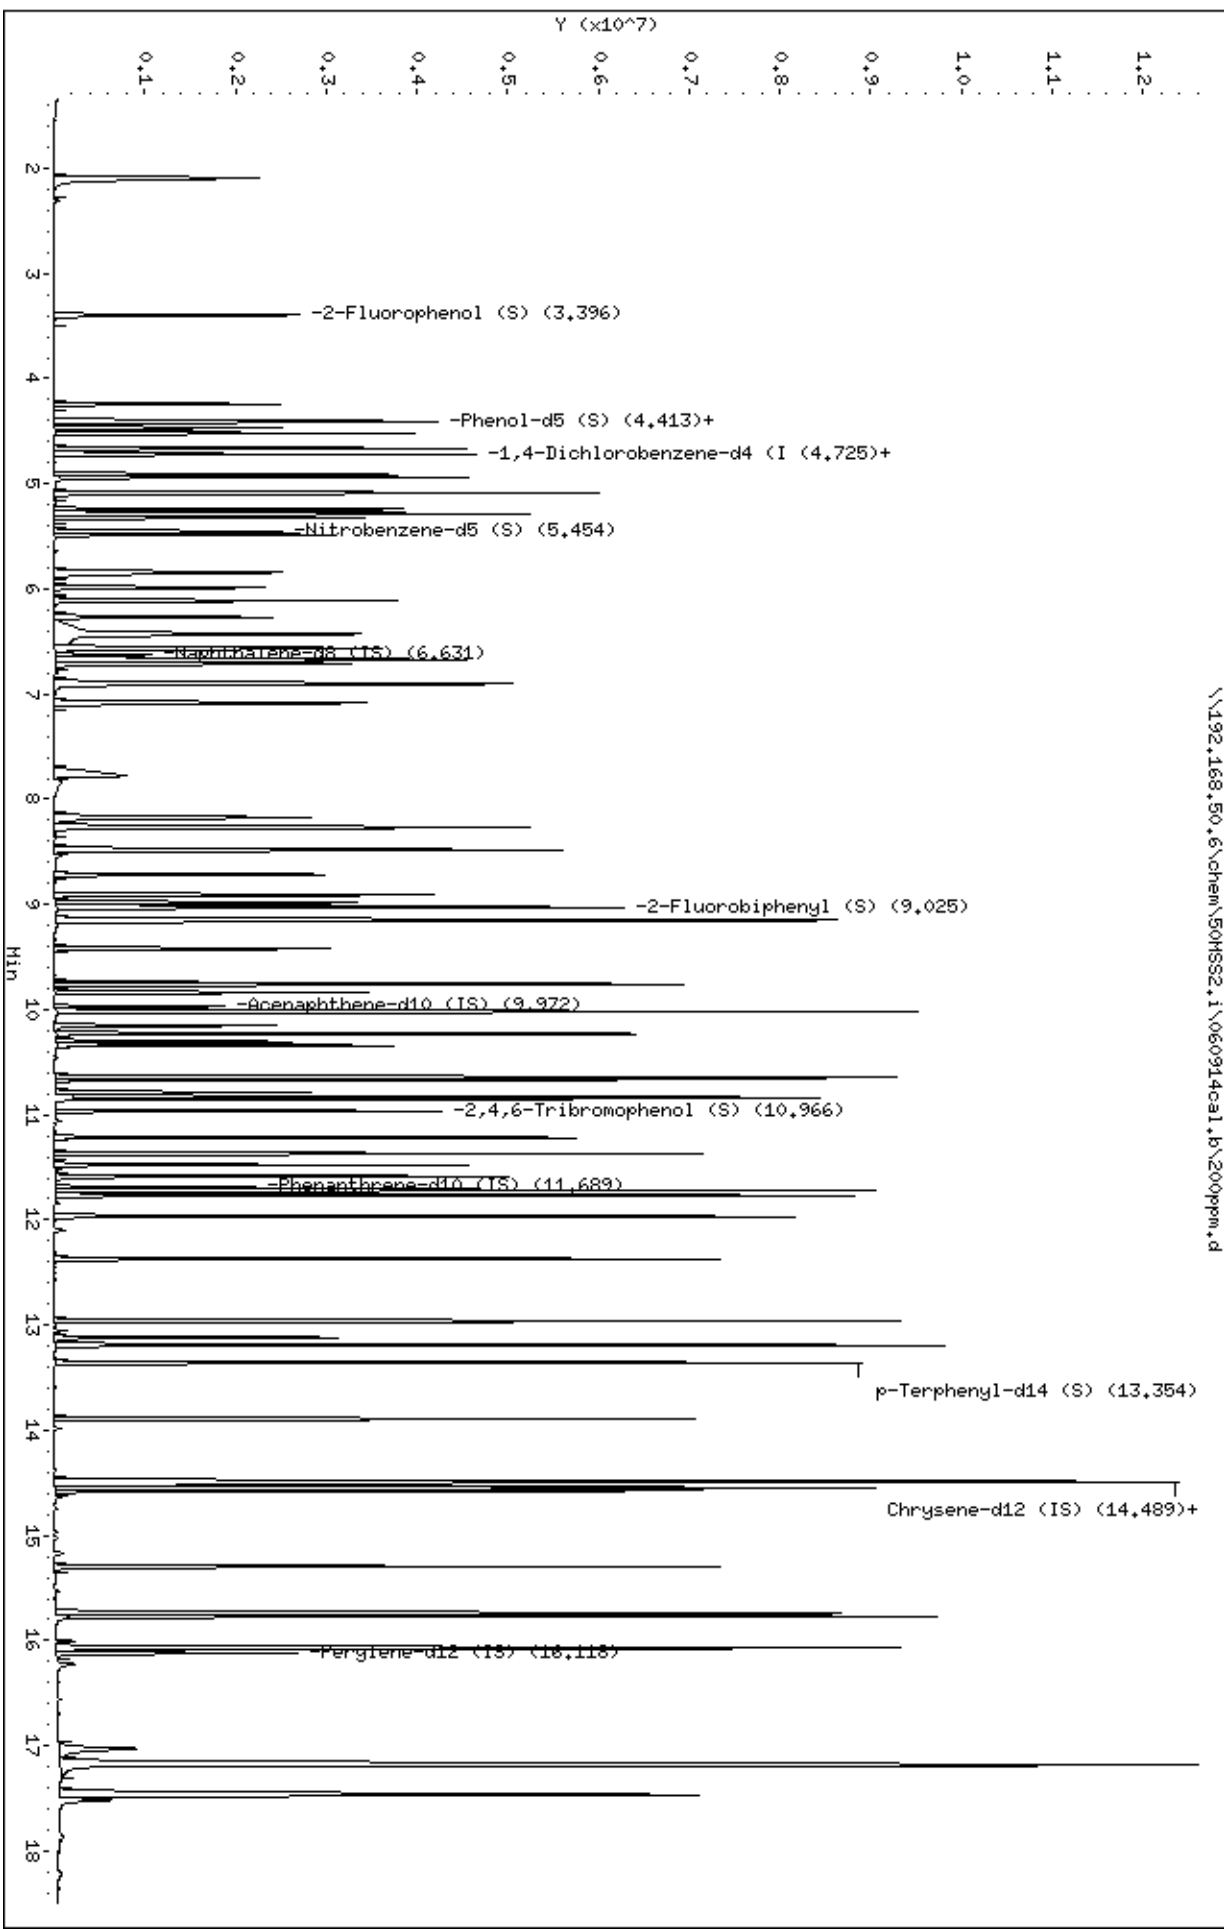 \\192.168.50.6\chem\50MSS2.i\060914cal.b\200ppm.d
Y (x10^7)
0.1
0.2
0.3
0.4
0.5
0.6
0.7
0.8
0.9
1.0
1.1
1.2
2
3
4
5
6
7
8
9
10
11
12
13
14
15
16
17
18
Min
-2-Fluorophenol (S) (3.396)
-Phenol-d5 (S) (4.413)+
-1,4-Dichlorobenzene-d4 (I (4.725)+
-Nitrobenzene-d5 (S) (5.454)
-Naphthalene-d8 (IS) (6.631)
-2-Fluorobiphenyl (S) (9.025)
-Acenaphthene-d10 (IS) (9.972)
-2,4,6-Tribromophenol (S) (10.966)
-Phenanthrene-d10 (IS) (11.689)
p-Terphenyl-d14 (S) (13.354)
Chrysene-d12 (IS) (14.489)+
-Perylene-d12 (IS) (16.118)